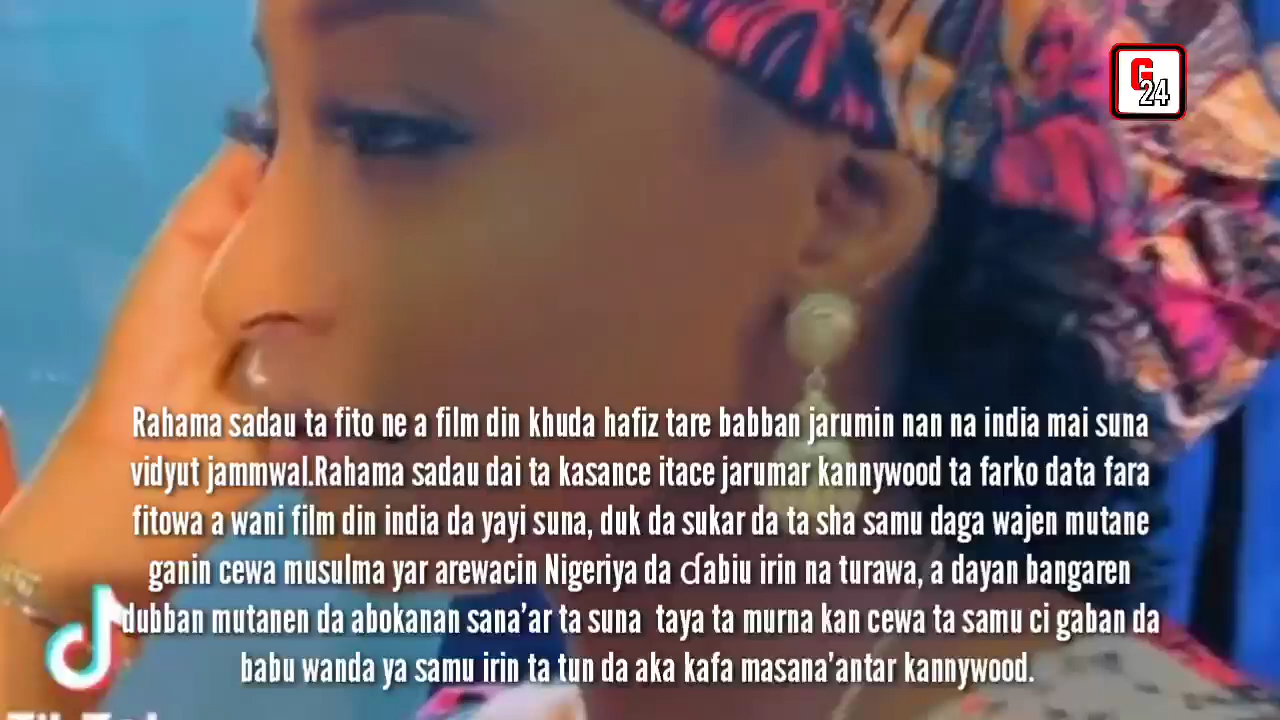 G
24
Rahama sadau ta fito ne a film din khuda hafiz tare babban jarumin nan na india mai suna
vidyut jammwal.Rahama sadau dai ta kasance itace jarumar kannywood ta farko data fara
fitowa a wani film din india da yayi suna, duk da sukar da ta sha samu daga wajen mutane
ganin cewa musulma yar arewacin Nigeriya da ɗabiu irin na turawa, a dayan bangaren
dubban mutanen da abokanan sana'ar ta suna  taya ta murna kan cewa ta samu ci gaban da
babu wanda ya samu irin ta tun da aka kafa masana'antar kannywood.